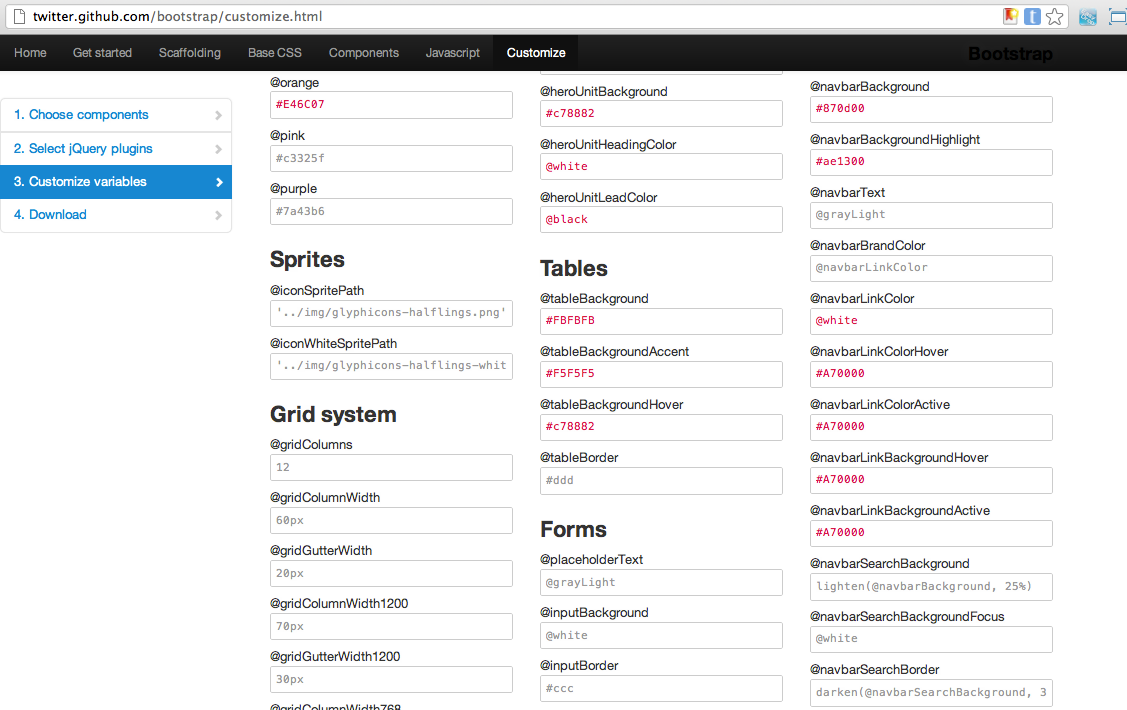 twitter.github.com/bootstrap/customize.html
Home Get started Scaffolding Base CSS Components Javascript Customize Bootstrap
1. Choose components
2. Select jQuery plugins
3. Customize variables
4. Download
@orange
#E46C07
@pink
#c3325f
@purple
#7a43b6
Sprites
@iconSpritePath
'../img/glyphicons-halflings.png'
@iconWhiteSpritePath
'../img/glyphicons-halflings-whit
Grid system
@gridColumns
12
@gridColumnWidth
60px
@gridGutterWidth
20px
@gridColumnWidth1200
70px
@gridGutterWidth1200
30px
@gridColumnWidth768
@heroUnitBackground
#c78882
@heroUnitHeadingColor
@white
@heroUnitLeadColor
@black
Tables
@tableBackground
#FBFBFB
@tableBackgroundAccent
#F5F5F5
@tableBackgroundHover
#c78882
@tableBorder
#ddd
Forms
@placeholderText
@grayLight
@inputBackground
@white
@inputBorder
#ccc
@navbarBackground
#870d00
@navbarBackgroundHighlight
#ae1300
@navbarText
@grayLight
@navbarBrandColor
@navbarLinkColor
@navbarLinkColor
@white
@navbarLinkColorHover
#A70000
@navbarLinkColorActive
#A70000
@navbarLinkBackgroundHover
#A70000
@navbarLinkBackgroundActive
#A70000
@navbarSearchBackground
lighten(@navbarBackground, 25%)
@navbarSearchBackgroundFocus
@white
@navbarSearchBorder
darken(@navbarSearchBackground, 3